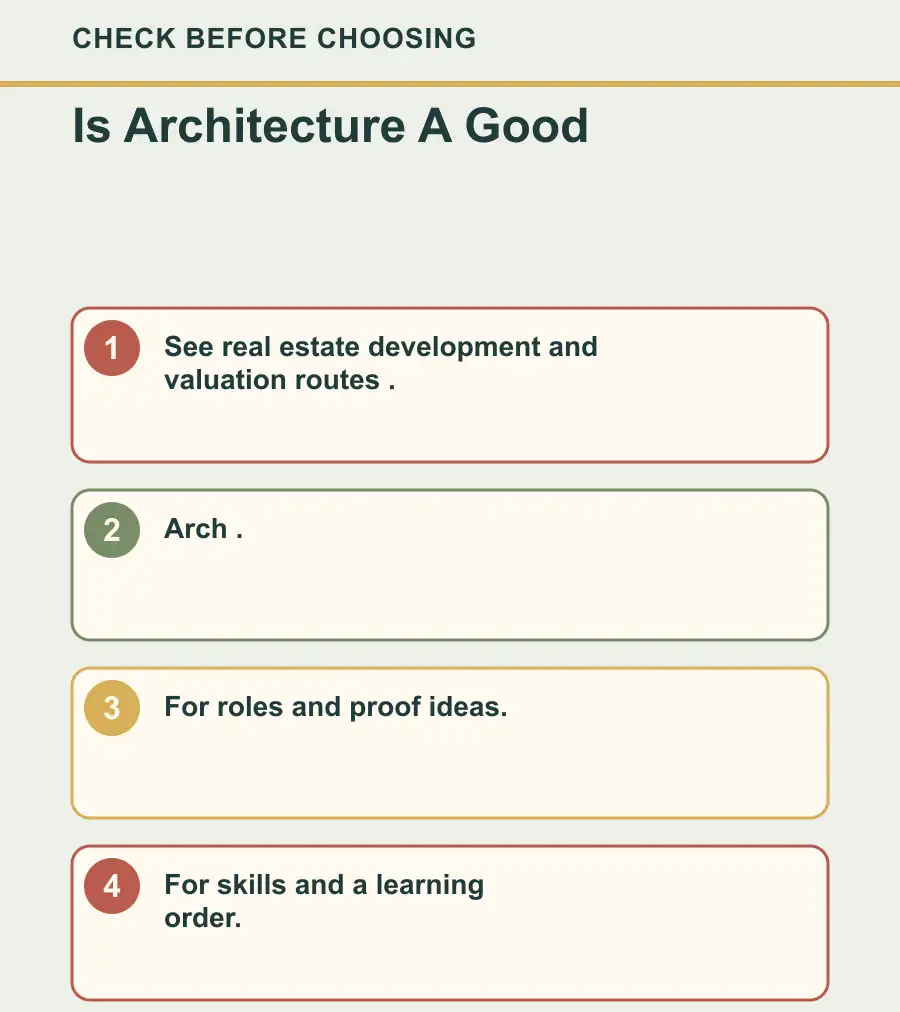 CHECK BEFORE CHOOSING
Is Architecture A Good
1
See real estate development and
valuation routes .
2
Arch .
3
For roles and proof ideas.
4
For skills and a learning
order.